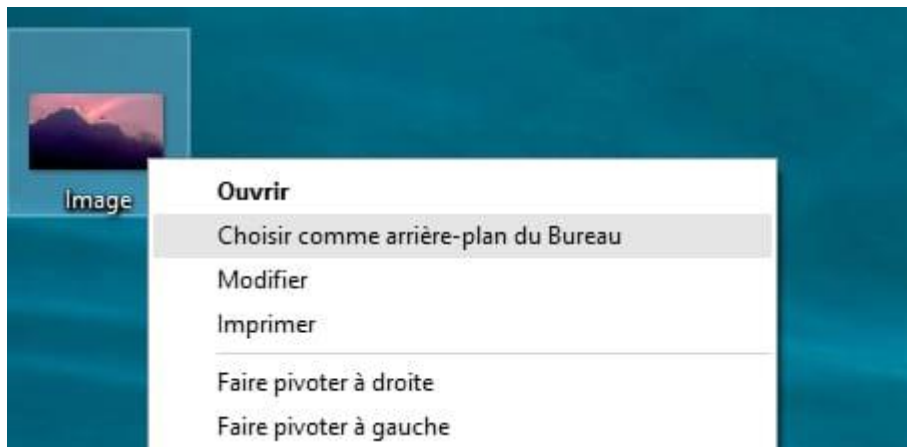 Image
Ouvrir
Choisir comme arrière-plan du Bureau
Modifier
Imprimer
Faire pivoter à droite
Faire pivoter à gauche